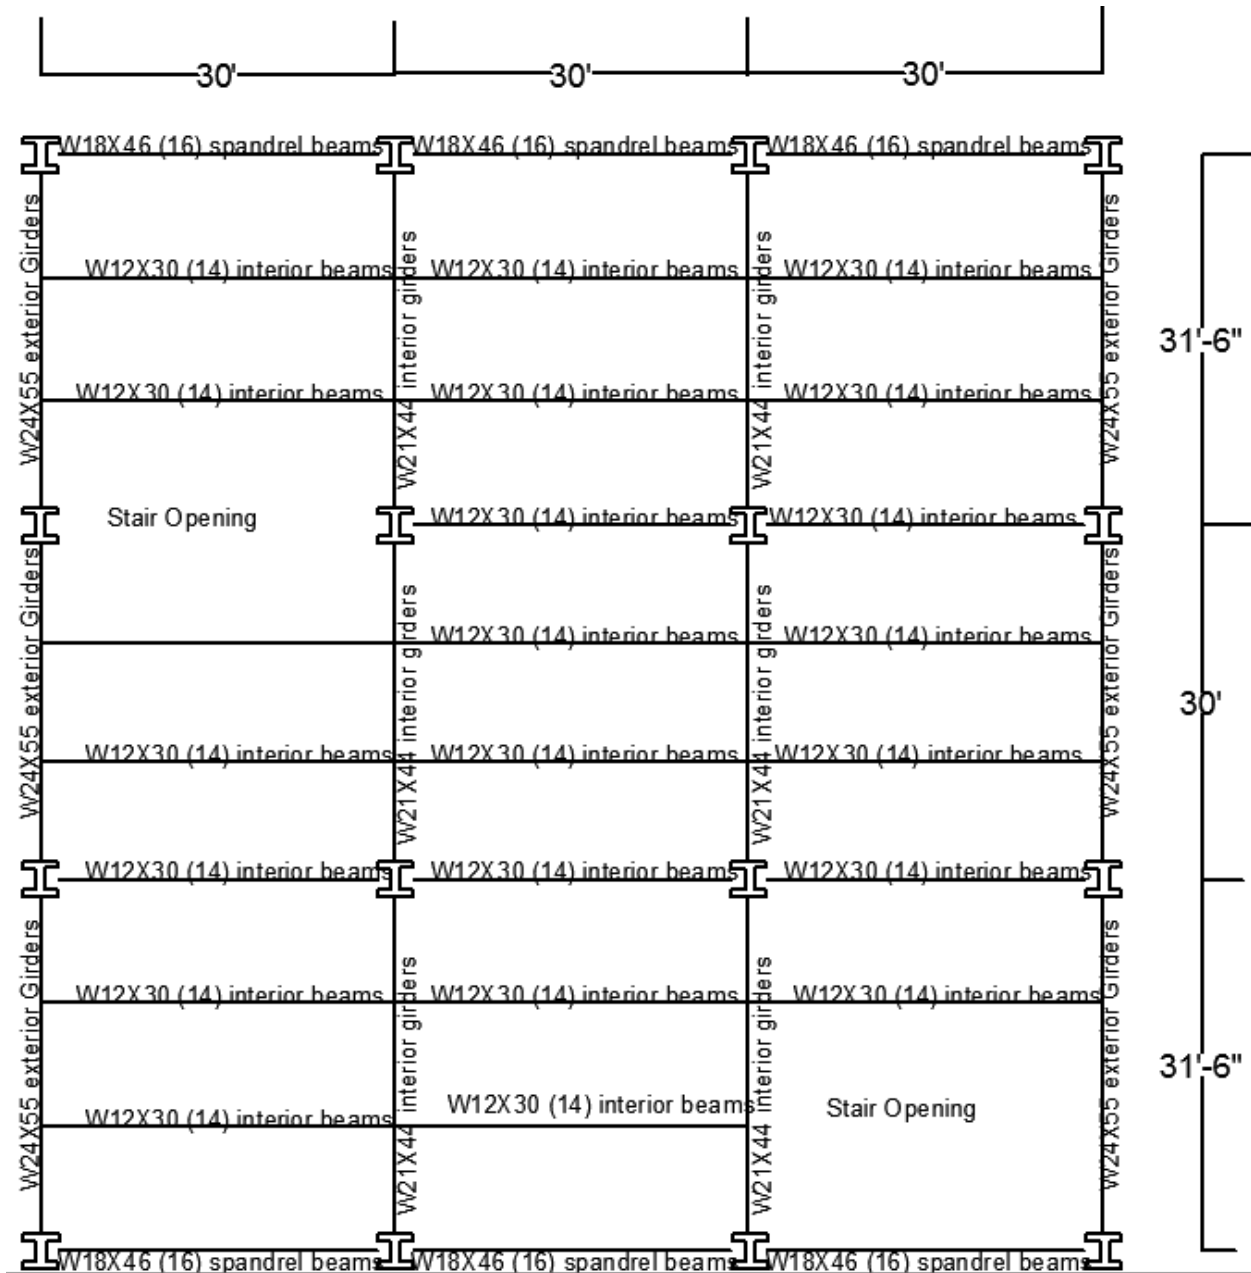 30' 30' 30'
W18X46 (16) spandrel beams W18X46 (16) spandrel beams W18X46 (16) spandrel beams
W24X55 exterior Girders W21X44 interior girders W21X44 interior girders W24X55 exterior Girders
W12X30 (14) interior beams W12X30 (14) interior beams W12X30 (14) interior beams
31'-6"
W12X30 (14) interior beams W12X30 (14) interior beams W12X30 (14) interior beams
Stair Opening W12X30 (14) interior beams W12X30 (14) interior beams
W24X55 exterior Girders W21X44 interior girders W21X44 interior girders W24X55 exterior Girders
W12X30 (14) interior beams W12X30 (14) interior beams
30'
W12X30 (14) interior beams W12X30 (14) interior beams W12X30 (14) interior beams
W12X30 (14) interior beams W12X30 (14) interior beams W12X30 (14) interior beams
W24X55 exterior Girders W21X44 interior girders W21X44 interior girders W24X55 exterior Girders
W12X30 (14) interior beams W12X30 (14) interior beams W12X30 (14) interior beams
31'-6"
W12X30 (14) interior beams W12X30 (14) interior beams Stair Opening
W18X46 (16) spandrel beams W18X46 (16) spandrel beams W18X46 (16) spandrel beams